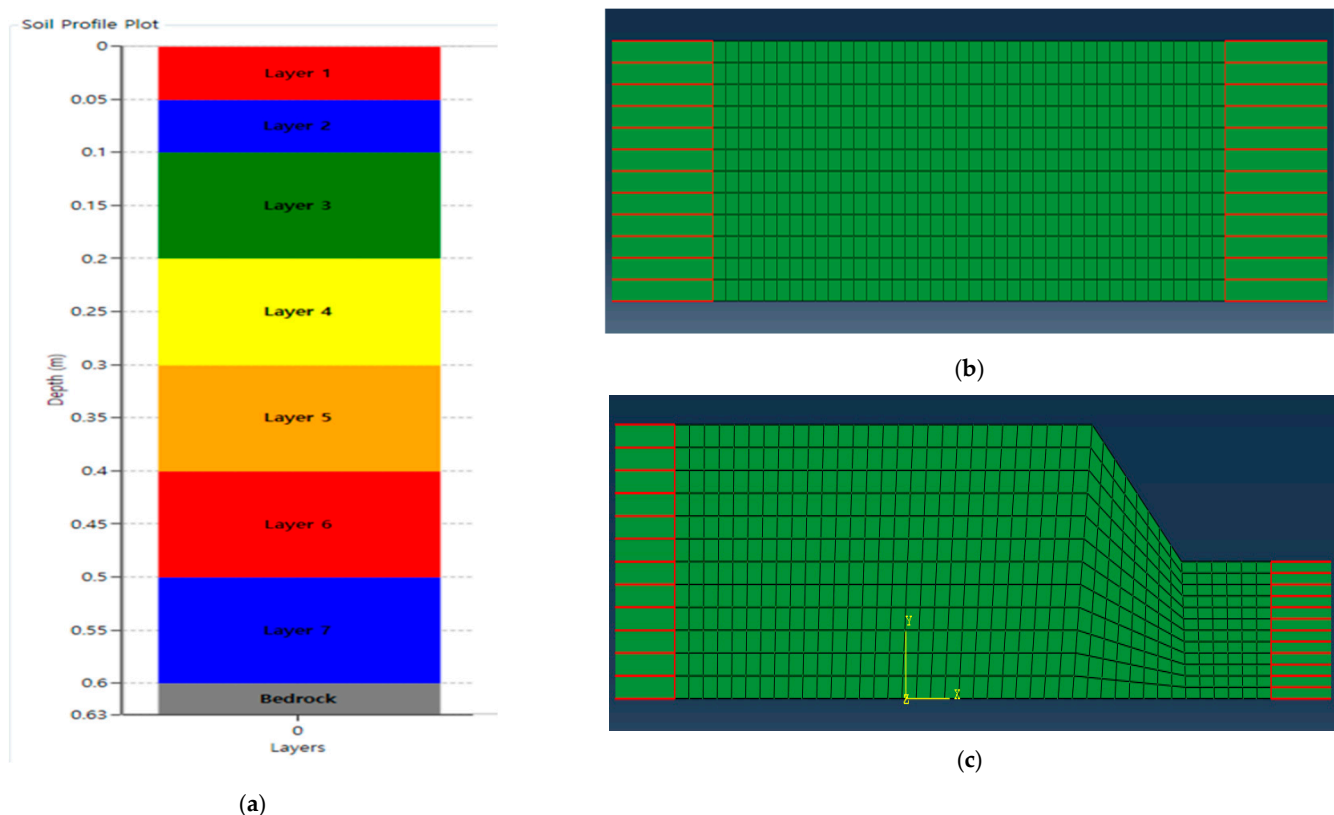 Soil Profile Plot
0
Layer 1
0.05
Layer 2
0.1
0.15
Layer 3
0.2
0.25
Layer 4
0.3
Depth (m)
0.35
Layer 5
0.4
0.45
Layer 6
0.5
0.55
Layer 7
0.6
Bedrock
0.63
0
Layers
(a)
(b)
Y
Z
X
(c)